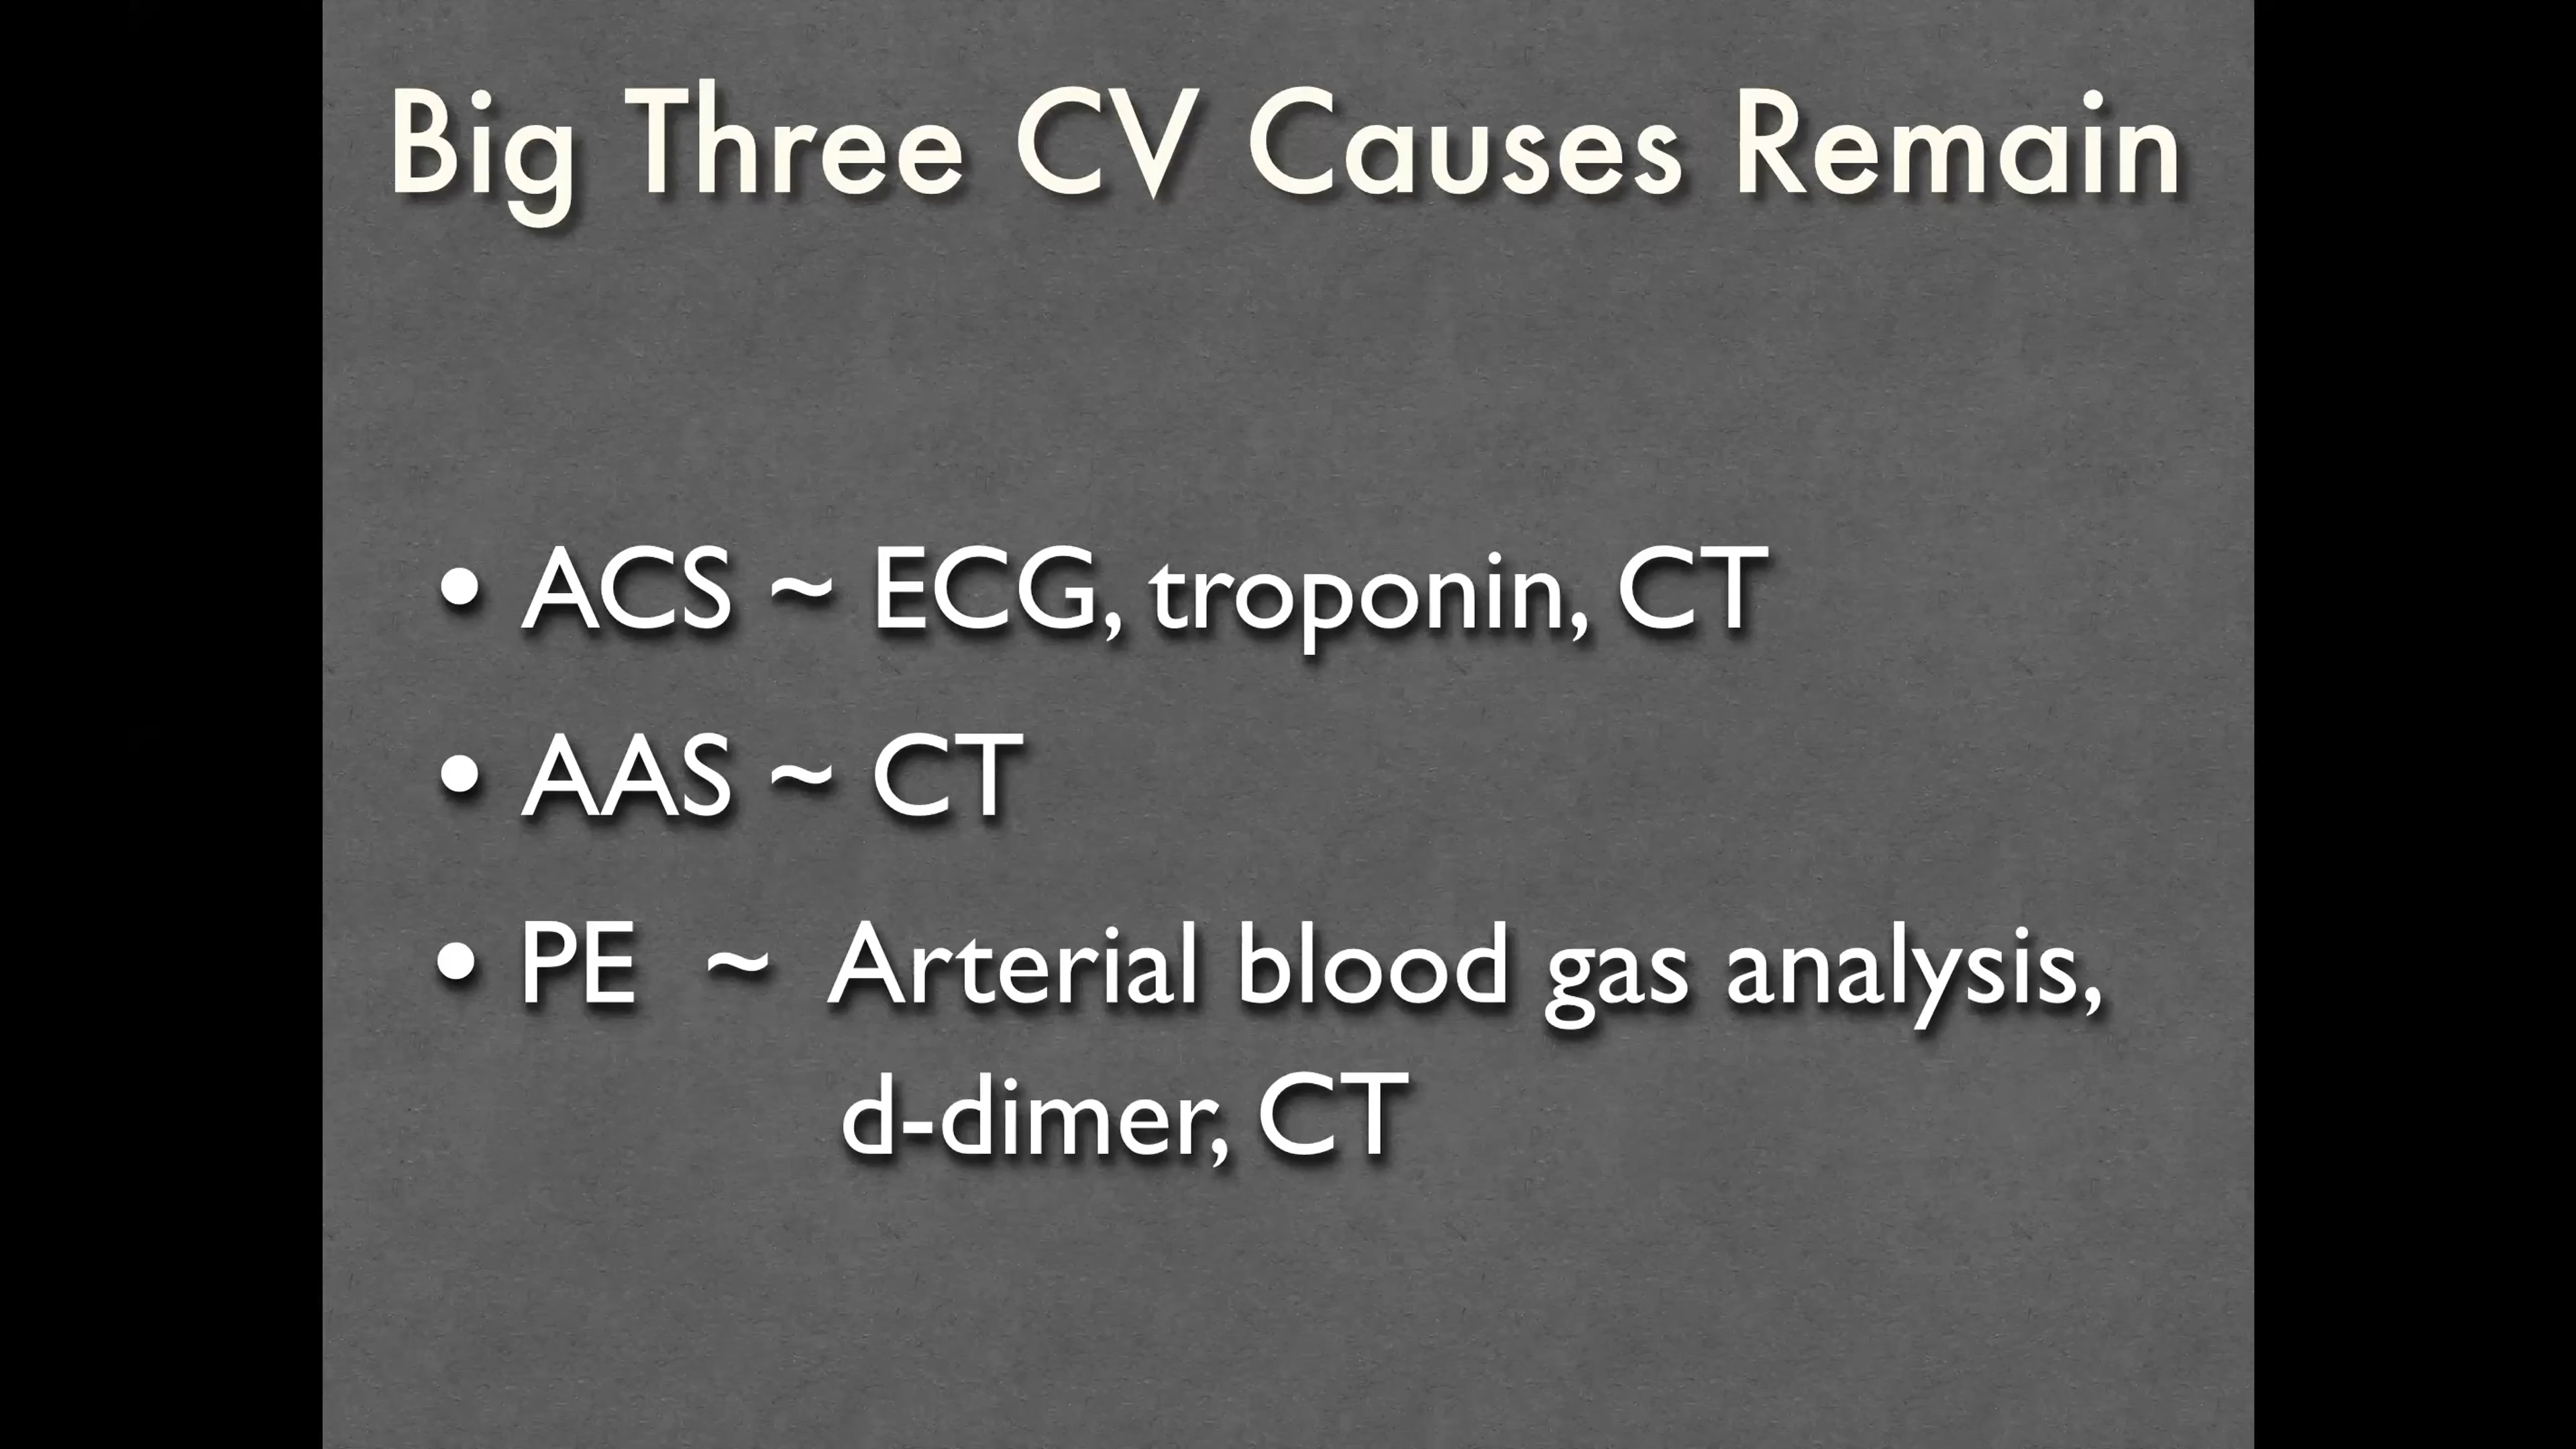 Big Three CV Causes Remain
• ACS ~ ECG, troponin, CT
• AAS ~ CT
• PE ~ Arterial blood gas analysis,
d-dimer, CT